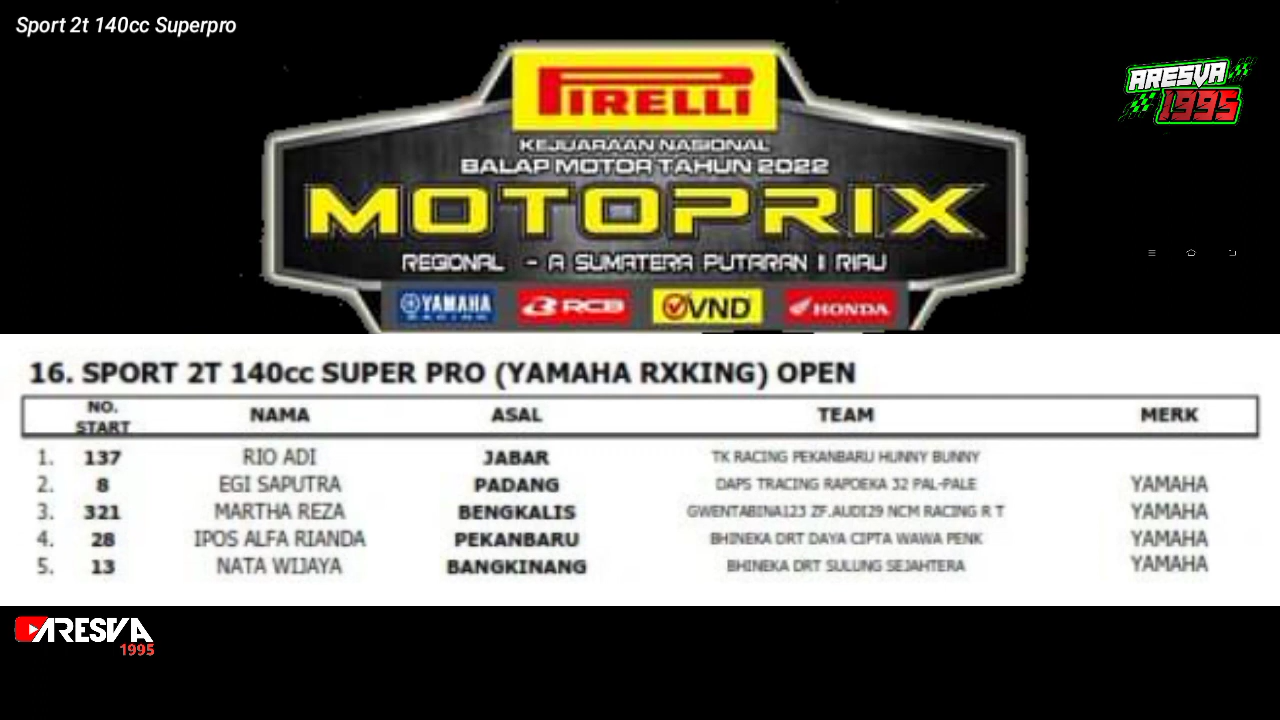 Sport 2t 140cc Superpro
PIRELLI
ARESVA
1995
KEJUARAAN NASIONAL
BALAP MOTOR TAHUN 2022
MOTOPRIX
REGIONAL - A SUMATERA PUTARAN II RIAU
YAMAHA RACING RCB VND HONDA
16. SPORT 2T 140cc SUPER PRO (YAMAHA RXKING) OPEN
NO. START NAMA ASAL TEAM MERK
1. 137 RIO ADI JABAR TK RACING PEKANBARU HUNNY BUNNY
2. 8 EGI SAPUTRA PADANG DAPS TRACING RAPDEKA 32 PAL-PALE YAMAHA
3. 321 MARTHA REZA BENGKALIS GWENTABINA123 ZF.AUDI29 NCM RACING R T YAMAHA
4. 28 IPOS ALFA RIANDA PEKANBARU BHINEKA DRT DAYA CIPTA WAWA PENK YAMAHA
5. 13 NATA WIJAYA BANGKINANG BHINEKA DRT SULUNG SEJAHTERA YAMAHA
ARESVA
1995